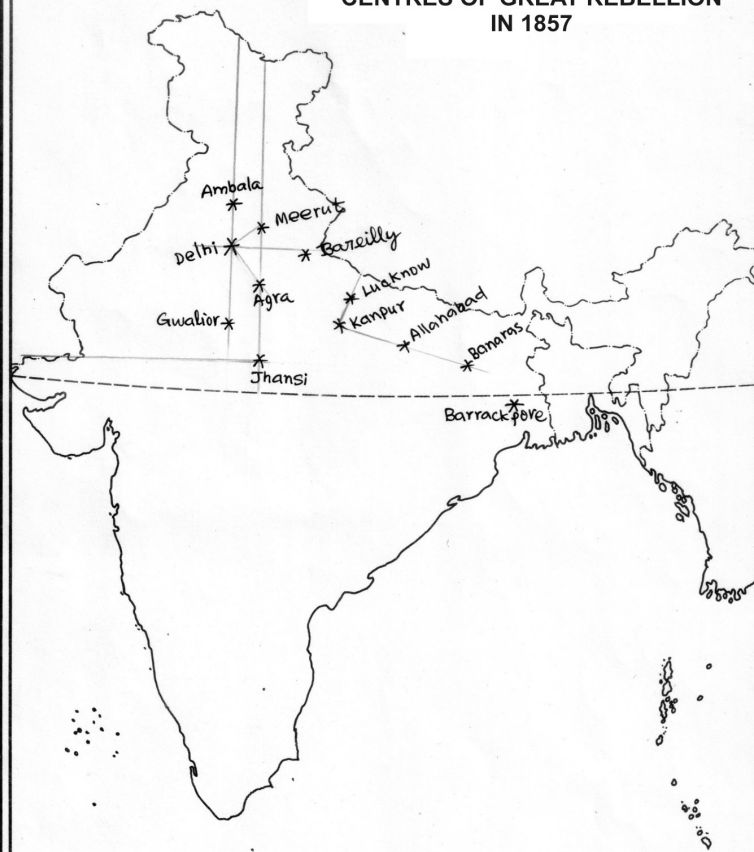 CENTRES OF GREAT REBELLION
IN 1857
Ambala
Meerut
Delhi
Bareilly
Lucknow
Agra
Gwalior
Kanpur
Allahabad
Banaras
Jhansi
Barrackpore